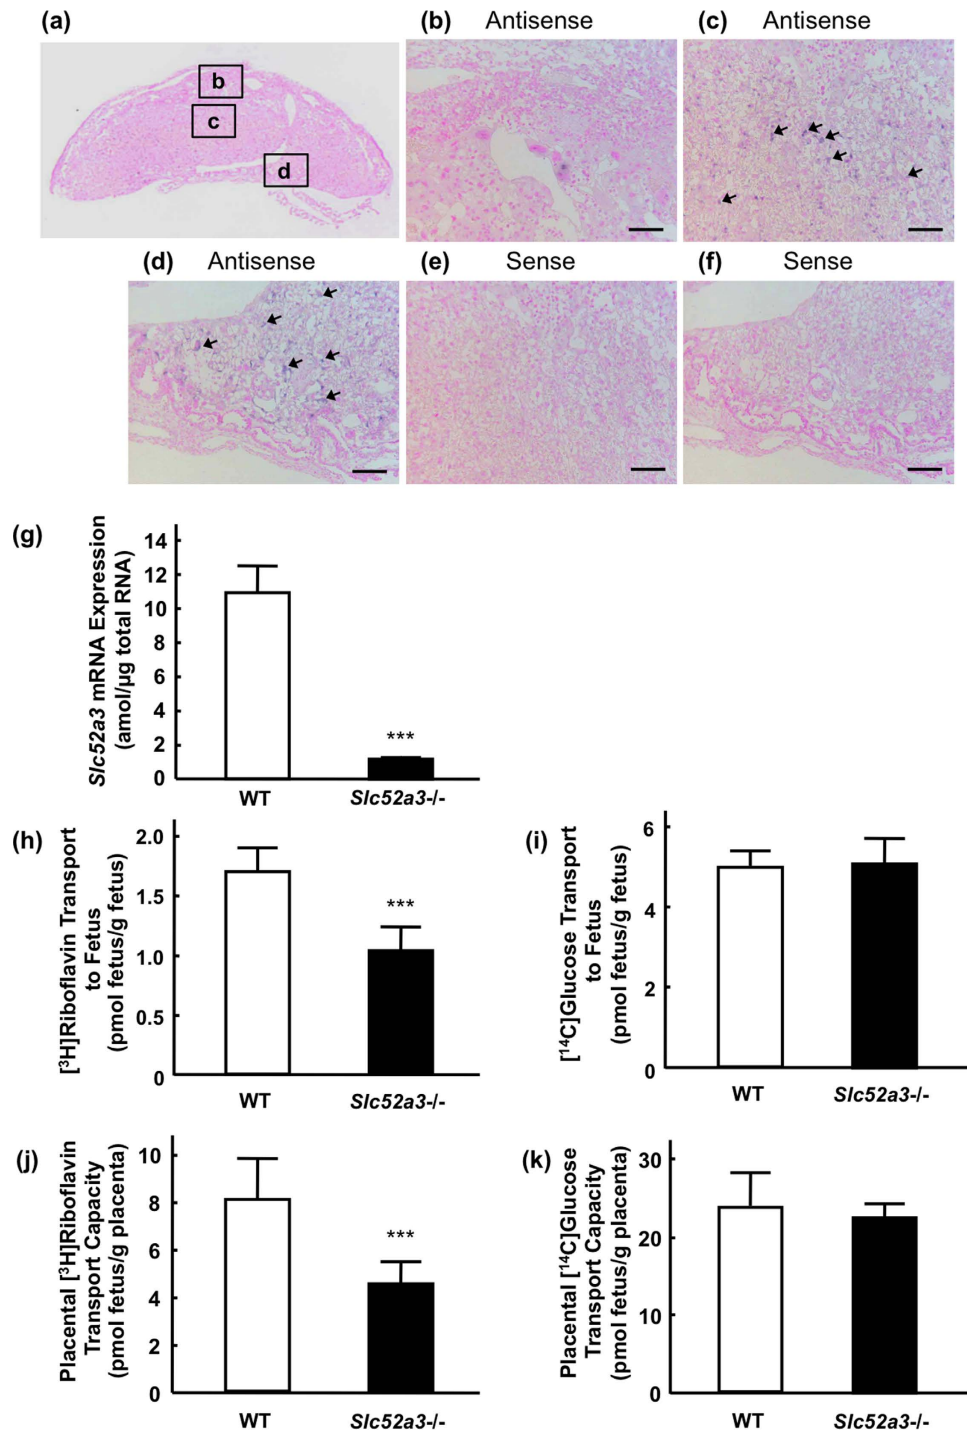 (a)
(b) Antisense
(c) Antisense
b
c
d
(d) Antisense
(e) Sense
(f) Sense
(g)
Slc52a3 mRNA Expression
(amol/μg total RNA)
14
12
10
8
6
4
2
0
***
WT
Slc52a3-/-
(h)
[³H]Riboflavin Transport
to Fetus
(pmol fetus/g fetus)
2.0
1.5
1.0
0.5
0
***
WT
Slc52a3-/-
(i)
[¹⁴C]Glucose Transport
to Fetus
(pmol fetus/g fetus)
6
4
2
0
WT
Slc52a3-/-
(j)
Placental [³H]Riboflavin
Transport Capacity
(pmol fetus/g placenta)
10
8
6
4
2
0
***
WT
Slc52a3-/-
(k)
Placental [¹⁴C]Glucose
Transport Capacity
(pmol fetus/g placenta)
30
20
10
0
WT
Slc52a3-/-